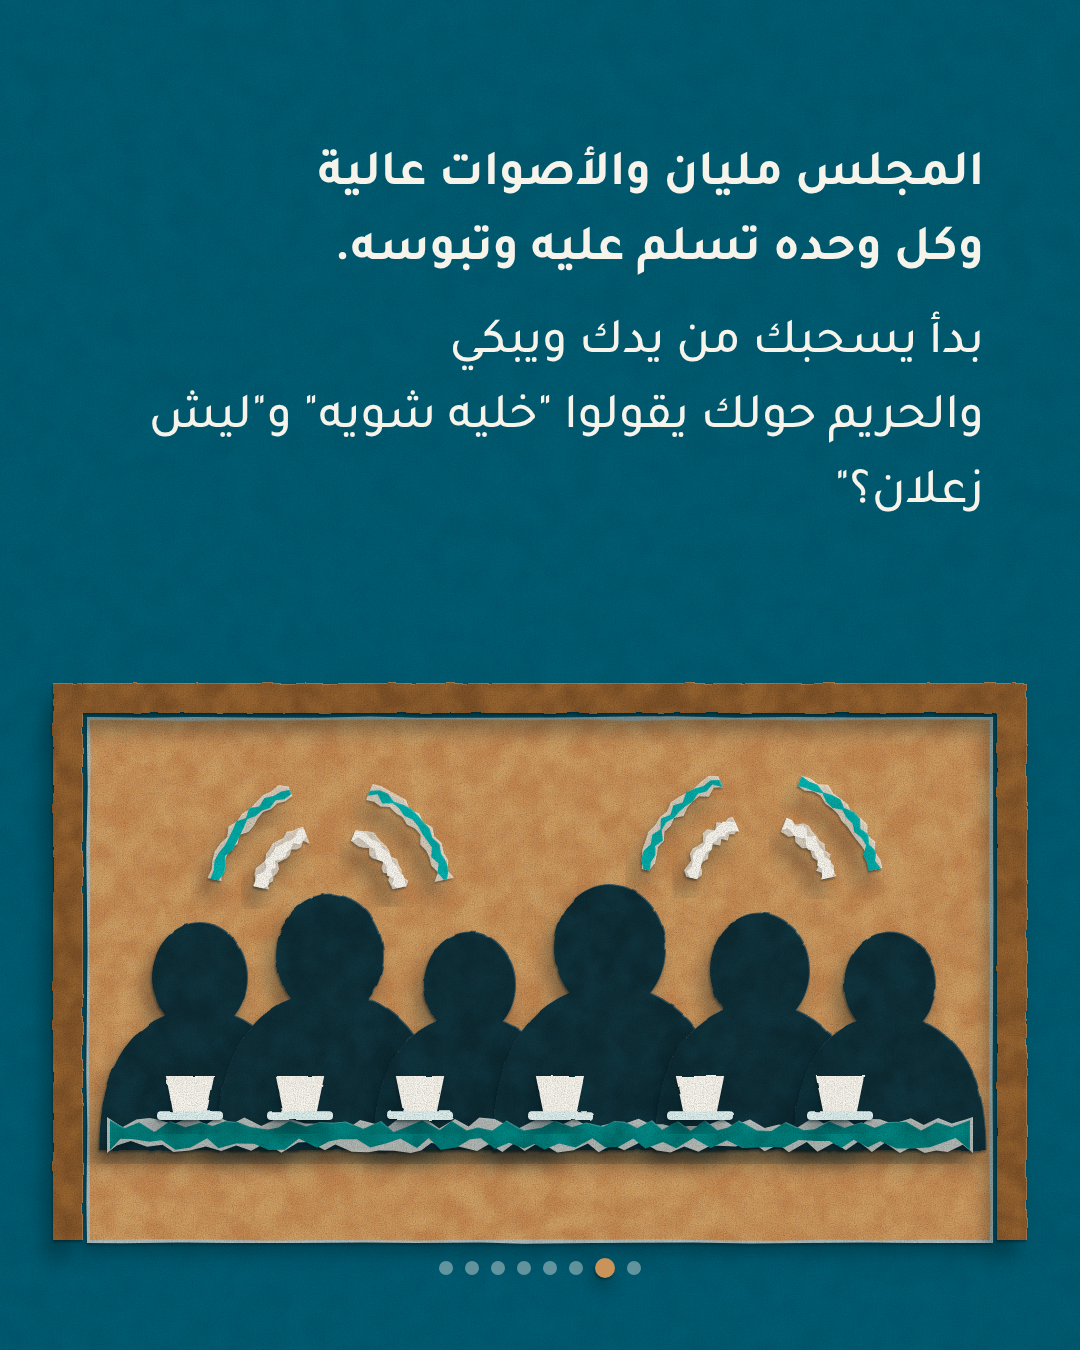 المجلس مليان والأصوات عالية
وكل وحده تسلم عليه وتبوسه.
بدأ يسحبك من يدك ويبكي
والحريم حولك يقولوا "خليه شويه" و"ليش
زعلان؟"